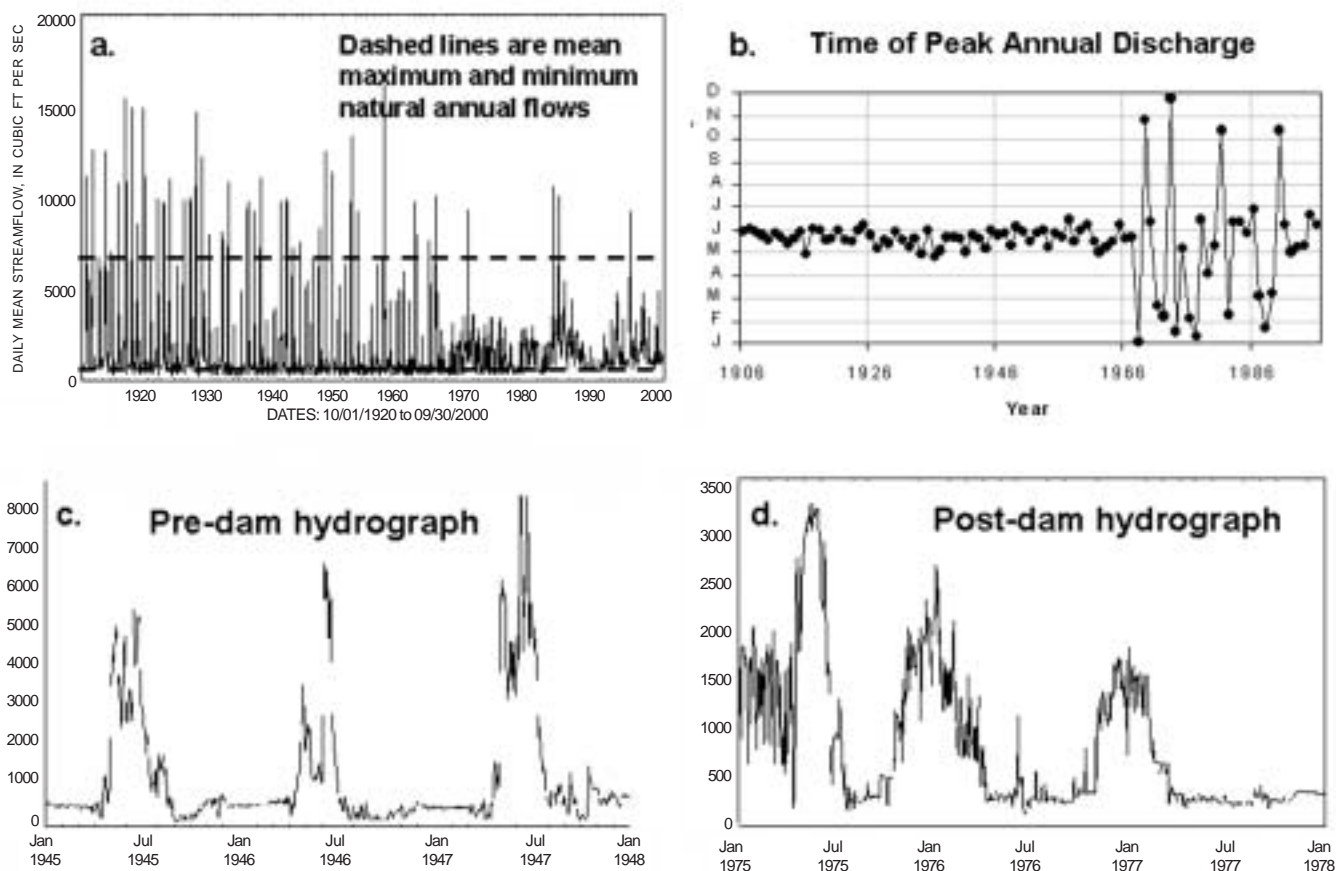 a.
Dashed lines are mean
maximum and minimum
natural annual flows
DAILY MEAN STREAMFLOW, IN CUBIC FT PER SEC
20000
15000
10000
5000
0
1920 1930 1940 1950 1960 1970 1980 1990 2000
DATES: 10/01/1920 to 09/30/2000
b. Time of Peak Annual Discharge
D
N
O
S
A
J
J
M
A
M
F
J
1906 1926 1946 1966 1986
Year
c. Pre-dam hydrograph
8000
7000
6000
5000
4000
3000
2000
1000
0
Jan Jul Jan Jul Jan Jul Jan
1945 1945 1946 1946 1947 1947 1948
d. Post-dam hydrograph
3500
3000
2500
2000
1500
1000
500
0
Jan Jul Jan Jul Jan Jul Jan
1975 1975 1976 1976 1977 1977 1978